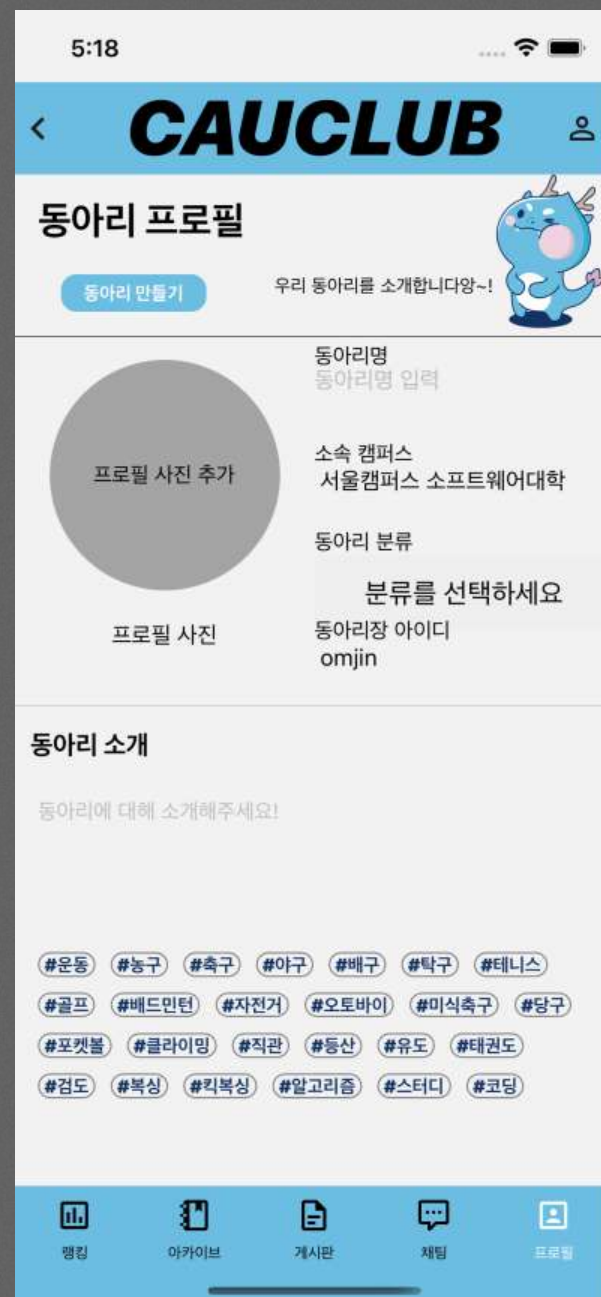 5:18
CAUCLUB
동아리 프로필
동아리 만들기
우리 동아리를 소개합니다앙~!
동아리명
동아리명 입력
프로필 사진 추가
소속 캠퍼스
서울캠퍼스 소프트웨어대학
동아리 분류
분류를 선택하세요
프로필 사진
동아리장 아이디
omjin
동아리 소개
동아리에 대해 소개해주세요!
#운동 #농구 #축구 #야구 #배구 #탁구 #테니스
#골프 #배드민턴 #자전거 #오토바이 #미식축구 #당구
#포켓볼 #클라이밍 #직관 #등산 #유도 #태권도
#검도 #복싱 #킥복싱 #알고리즘 #스터디 #코딩
랭킹 아카이브 게시판 채팅 프로필